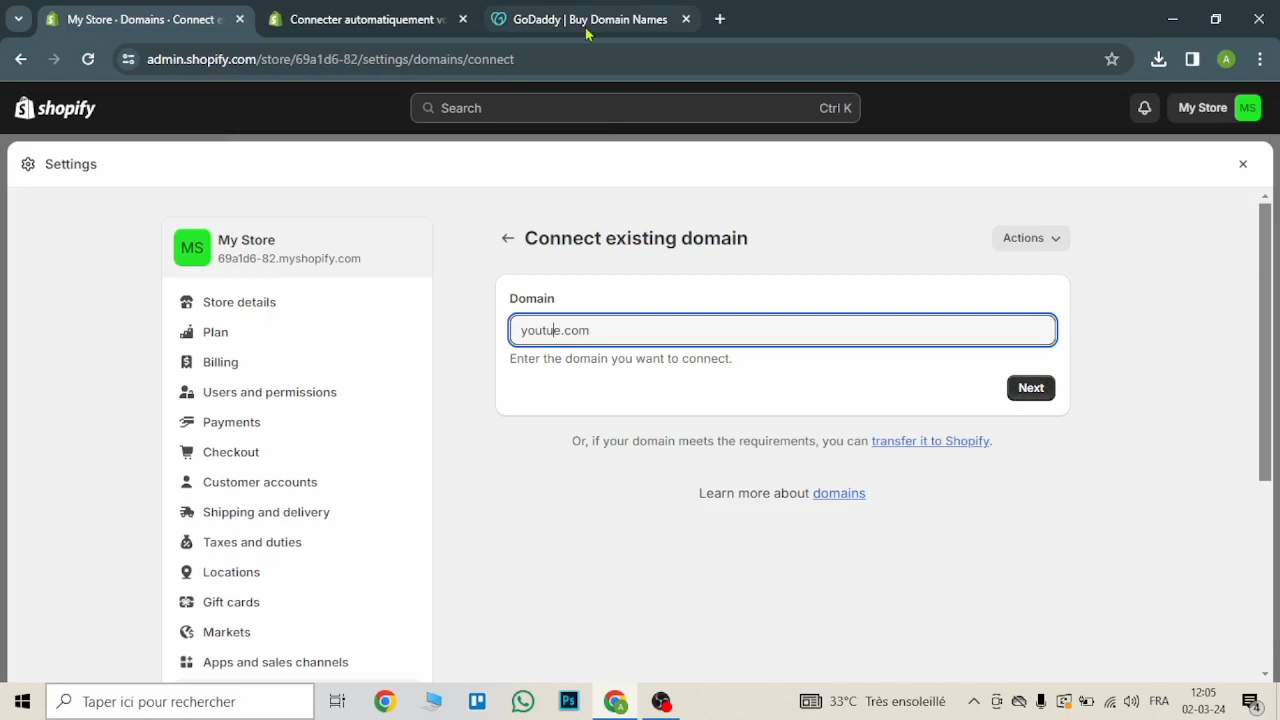 My Store · Domains · Connect e
Connecter automatiquement vo
GoDaddy | Buy Domain Names
admin.shopify.com/store/69a1d6-82/settings/domains/connect
A
shopify
Search
Ctrl K
My Store
MS
Settings
MS
My Store
69a1d6-82.myshopify.com
Store details
Plan
Billing
Users and permissions
Payments
Checkout
Customer accounts
Shipping and delivery
Taxes and duties
Locations
Gift cards
Markets
Apps and sales channels
Connect existing domain
Actions
Domain
youtue.com
Enter the domain you want to connect.
Next
Or, if your domain meets the requirements, you can transfer it to Shopify.
Learn more about domains
Taper ici pour rechercher
Ps
A
33°C Très ensoleillé
FRA
12:05
02-03-24
4